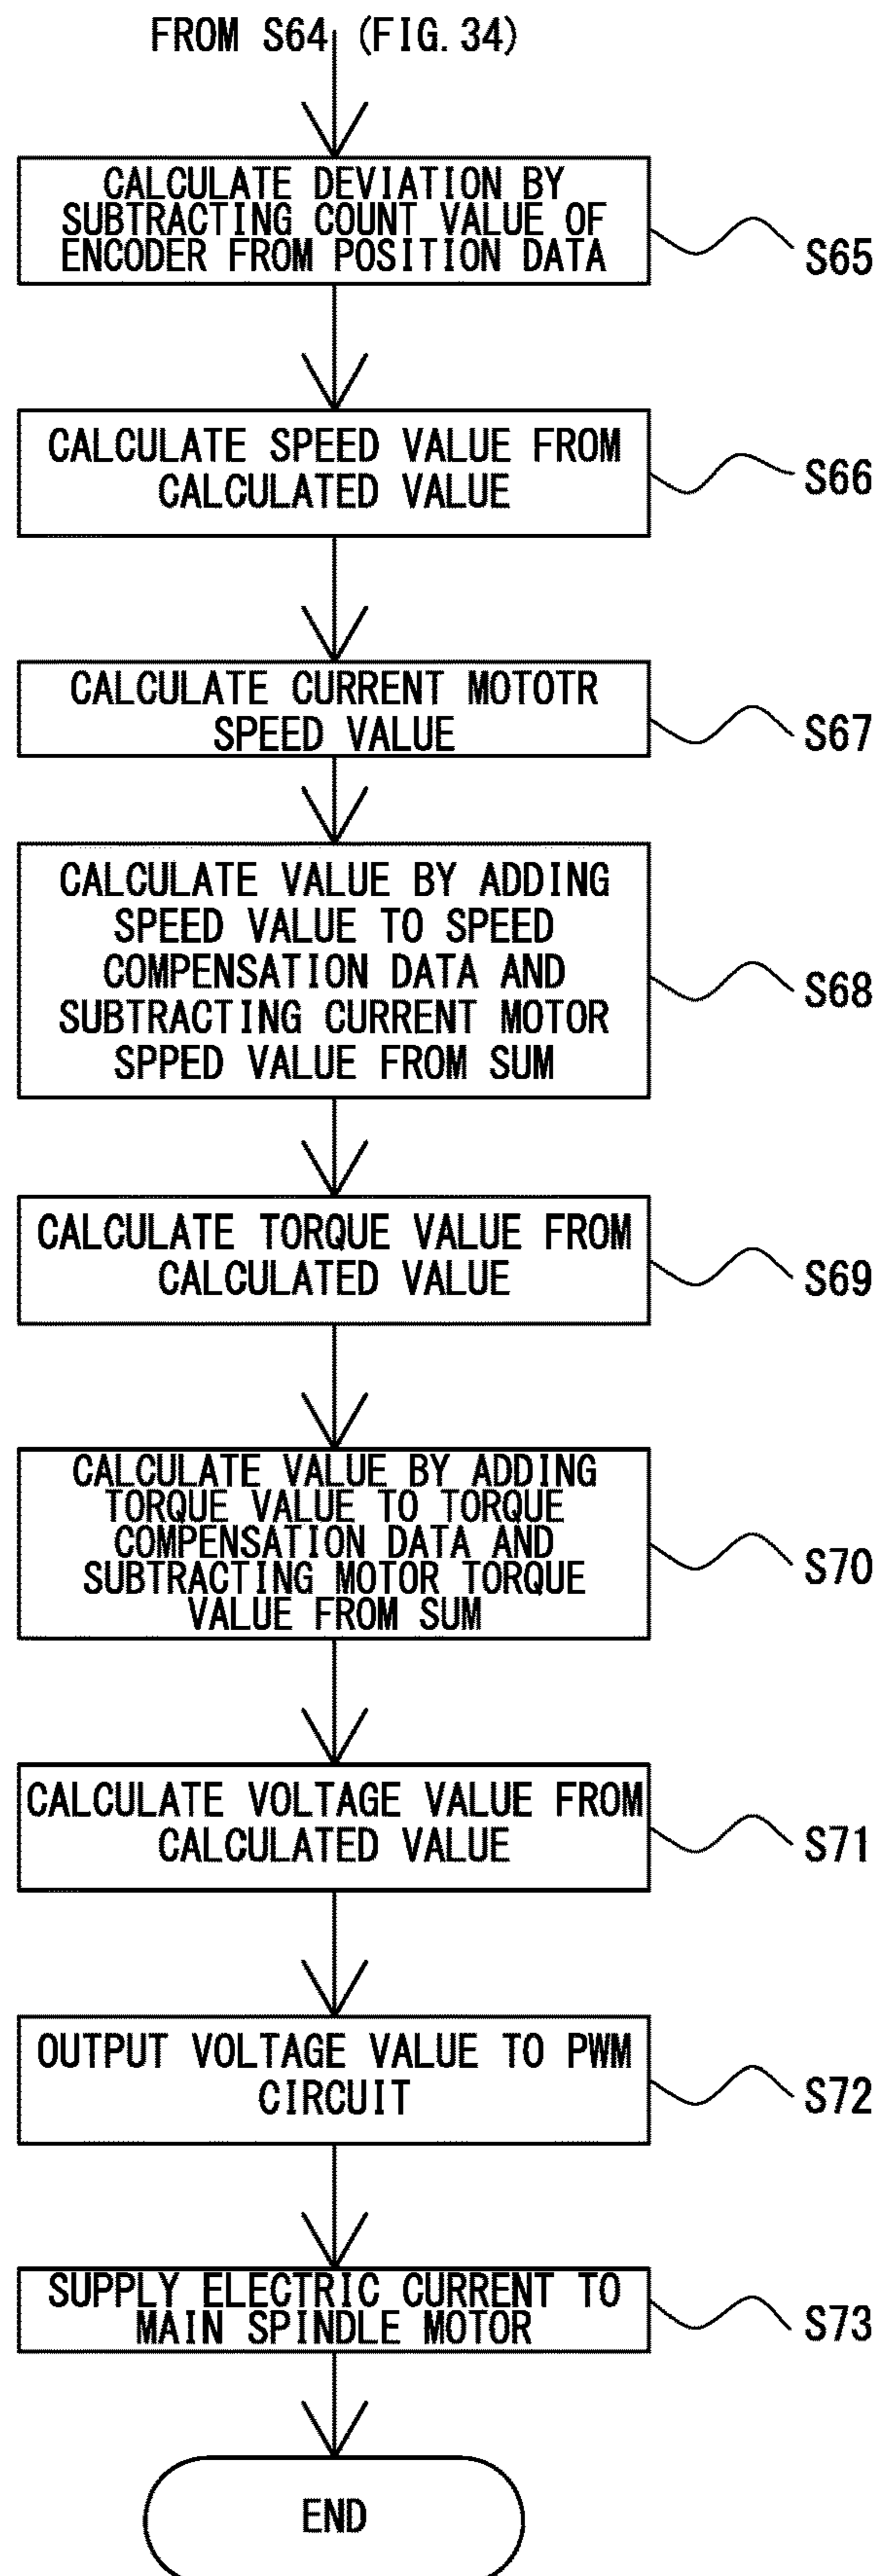 FROM S64 (FIG.34)
CALCULATE DEVIATION BY
SUBTRACTING COUNT VALUE OF
ENCODER FROM POSITION DATA
S65
CALCULATE SPEED VALUE FROM
CALCULATED VALUE
S66
CALCULATE CURRENT MOTOTR
SPEED VALUE
S67
CALCULATE VALUE BY ADDING
SPEED VALUE TO SPEED
COMPENSATION DATA AND
SUBTRACTING CURRENT MOTOR
SPPED VALUE FROM SUM
S68
CALCULATE TORQUE VALUE FROM
CALCULATED VALUE
S69
CALCULATE VALUE BY ADDING
TORQUE VALUE TO TORQUE
COMPENSATION DATA AND
SUBTRACTING MOTOR TORQUE
VALUE FROM SUM
S70
CALCULATE VOLTAGE VALUE FROM
CALCULATED VALUE
S71
OUTPUT VOLTAGE VALUE TO PWM
CIRCUIT
S72
SUPPLY ELECTRIC CURRENT TO
MAIN SPINDLE MOTOR
S73
END